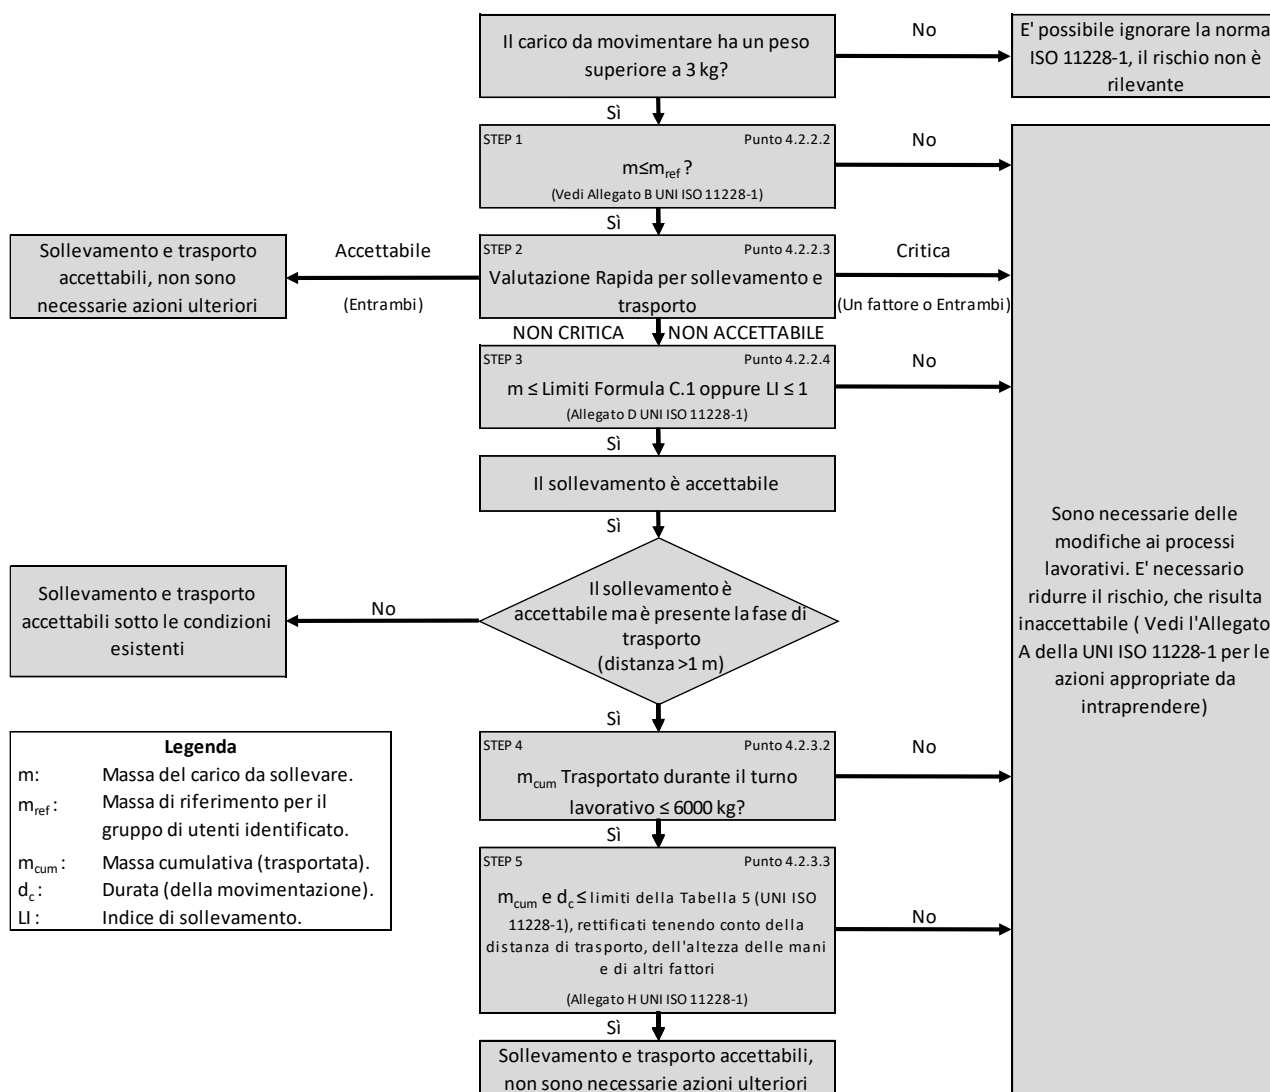 Il carico da movimentare ha un peso
superiore a 3 kg?
No
E' possibile ignorare la norma
ISO 11228-1, il rischio non è
rilevante
Sì
STEP 1 Punto 4.2.2.2
m≤mref ?
(Vedi Allegato B UNI ISO 11228-1)
No
Sì
Sollevamento e trasporto
accettabili, non sono
necessarie azioni ulteriori
Accettabile
(Entrambi)
STEP 2 Punto 4.2.2.3
Valutazione Rapida per sollevamento e
trasporto
Critica
(Un fattore o Entrambi)
NON CRITICA NON ACCETTABILE
STEP 3 Punto 4.2.2.4
m ≤ Limiti Formula C.1 oppure LI ≤ 1
(Allegato D UNI ISO 11228-1)
No
Sì
Il sollevamento è accettabile
Sì
Sollevamento e trasporto
accettabili sotto le condizioni
esistenti
No
Il sollevamento è
accettabile ma è presente la fase di
trasporto
(distanza >1 m)
Sono necessarie delle
modifiche ai processi
lavorativi. E' necessario
ridurre il rischio, che risulta
inaccettabile ( Vedi l'Allegato
A della UNI ISO 11228-1 per le
azioni appropriate da
intraprendere)
Sì
STEP 4 Punto 4.2.3.2
mcum Trasportato durante il turno
lavorativo ≤ 6000 kg?
No
Sì
STEP 5 Punto 4.2.3.3
mcum e dc ≤ limiti della Tabella 5 (UNI ISO
11228-1), rettificati tenendo conto della
distanza di trasporto, dell'altezza delle mani
e di altri fattori
(Allegato H UNI ISO 11228-1)
No
Sì
Sollevamento e trasporto accettabili,
non sono necessarie azioni ulteriori
Legenda
m: Massa del carico da sollevare.
mref : Massa di riferimento per il
gruppo di utenti identificato.
mcum : Massa cumulativa (trasportata).
dc : Durata (della movimentazione).
LI : Indice di sollevamento.